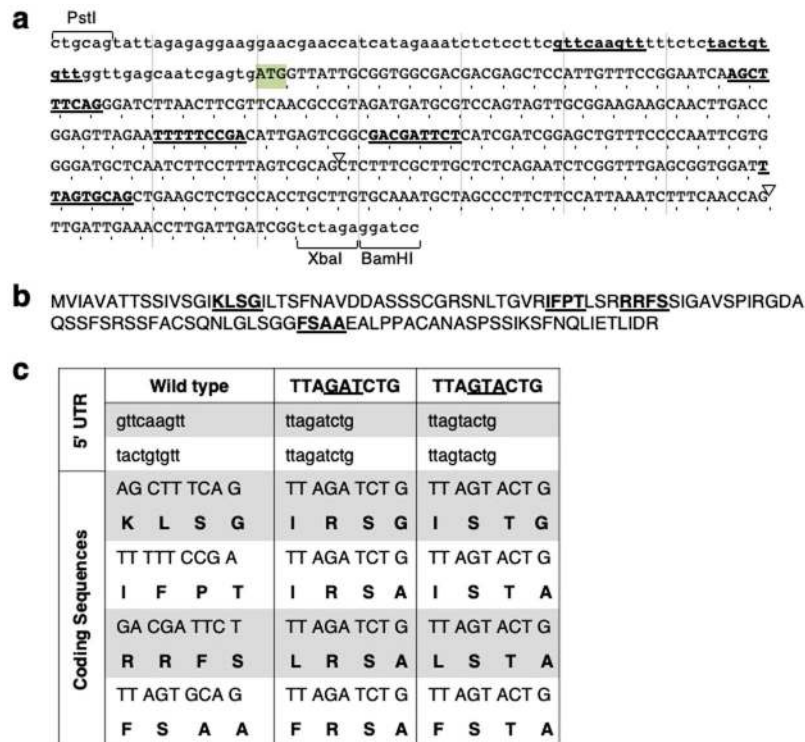 a
PstI
ctgcagtattagagaggaaggaacgaaccatcatagaaatctctccttcgttcaagttttctctactgt
gttggttgagcaatcgagtgATGGTTATTGCGGTGGCGACGACGAGCTCCATTGTTTCCGGAATCAAGCT
TTCAGGGATCTTAACTTCGTTCAACGCCGTAGATGATGCGTCCAGTAGTTGCGGAAGAAGCAACTTGACC
GGAGTTAGAATTTTTCCGACATTGAGTCGGCGACGATTCTCATCGATCGGAGCTGTTTCCCCAATTCGTG
GGGATGCTCAATCTTCCTTTAGTCGCAGCTCTTTCGCTTGCTCTCAGAATCTCGGTTTGAGCGGTGGATT
TAGTGCAGCTGAAGCTCTGCCACCTGCTTGTGCAAATGCTAGCCCTTCTTCCATTAAATCTTTCAACCAG
TTGATTGAAACCTTGATTGATCGGtctagaggatcc
XbaI BamHI
b
MVIAVATTSSIVSGIKLSGILTSFNAVDDASSSCGRSNLTGVRIFPTLSRRRFSSIGAVSPIRGDA
QSSFSRSSFACSQNLGLSGGFSAAEALPPACANASPSSIKSFNQLIETLIDR
c
Wild type TTAGATCTG TTAGTACTG
5' UTR
gttcaagtt ttagatctg ttagtactg
tactgtgtt ttagatctg ttagtactg
Coding Sequences
AG CTT TCA G TT AGA TCT G TT AGT ACT G
K L S G I R S G I S T G
TT TTT CCG A TT AGA TCT G TT AGT ACT G
I F P T I R S A I S T A
GA CGA TTC T TT AGA TCT G TT AGT ACT G
R R F S L R S A L S T A
TT AGT GCA G TT AGA TCT G TT AGT ACT G
F S A A F R S A F S T A